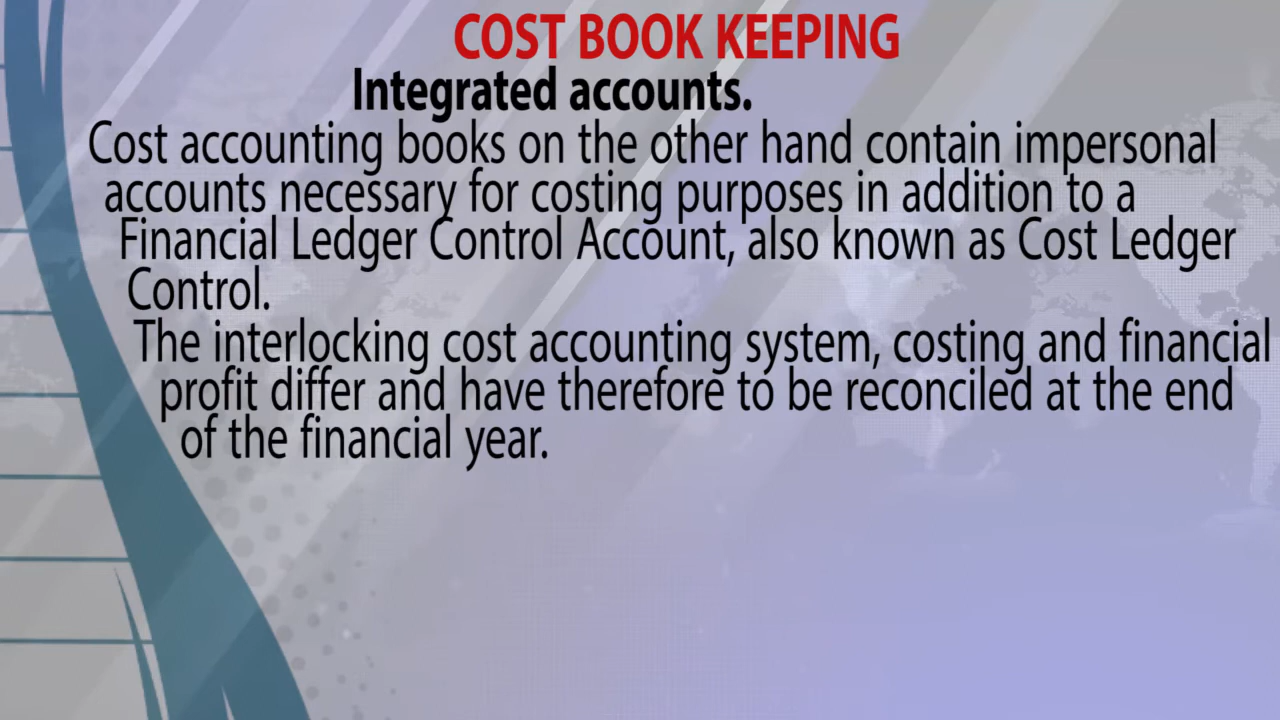 COST BOOK KEEPING
Integrated accounts.
Cost accounting books on the other hand contain impersonal
accounts necessary for costing purposes in addition to a
Financial Ledger Control Account, also known as Cost Ledger
Control.
The interlocking cost accounting system, costing and financial
profit differ and have therefore to be reconciled at the end
of the financial year.